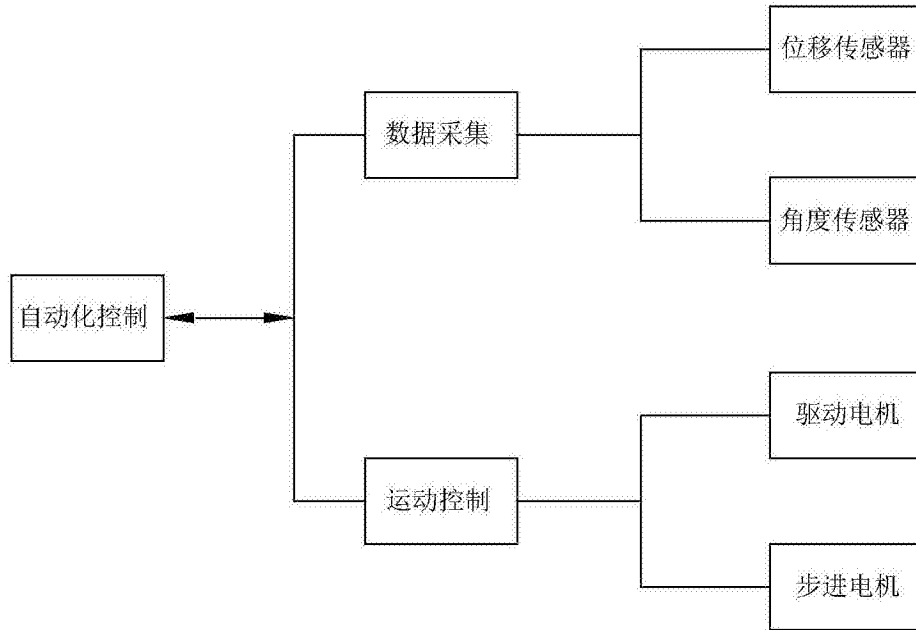 位移传感器
数据采集
角度传感器
自动化控制
驱动电机
运动控制
步进电机